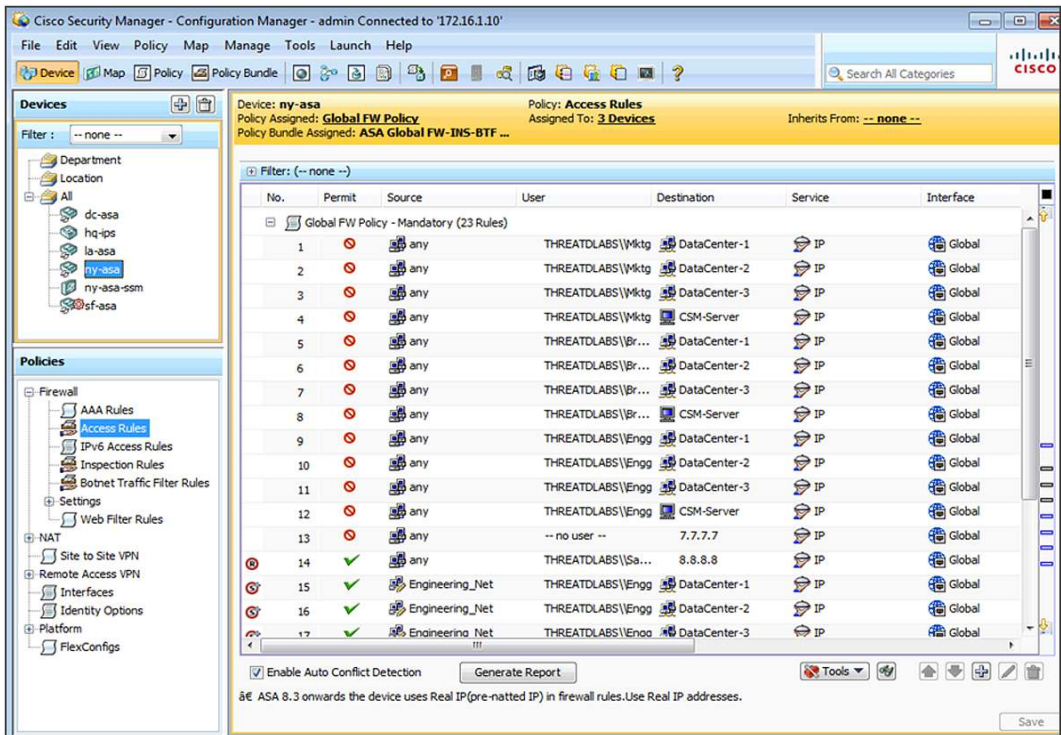 Cisco Security Manager - Configuration Manager - admin Connected to '172.16.1.10'
File Edit View Policy Map Manage Tools Launch Help
Device Map Policy Policy Bundle Search All Categories
CISCO
Devices
Filter : -- none --
Department
Location
All
dc-asa
hq-ips
la-asa
ny-asa
ny-asa-ssm
sf-asa
Policies
Firewall
AAA Rules
Access Rules
IPv6 Access Rules
Inspection Rules
Botnet Traffic Filter Rules
Settings
Web Filter Rules
NAT
Site to Site VPN
Remote Access VPN
Interfaces
Identity Options
Platform
FlexConfigs
Device: ny-asa Policy: Access Rules
Policy Assigned: Global FW Policy Assigned To: 3 Devices Inherits From: -- none --
Policy Bundle Assigned: ASA Global FW-INS-BTF ...
Filter: (-- none --)
No. Permit Source User Destination Service Interface
Global FW Policy - Mandatory (23 Rules)
1 any THREATDLABS\\Mktg DataCenter-1 IP Global
2 any THREATDLABS\\Mktg DataCenter-2 IP Global
3 any THREATDLABS\\Mktg DataCenter-3 IP Global
4 any THREATDLABS\\Mktg CSM-Server IP Global
5 any THREATDLABS\\Br... DataCenter-1 IP Global
6 any THREATDLABS\\Br... DataCenter-2 IP Global
7 any THREATDLABS\\Br... DataCenter-3 IP Global
8 any THREATDLABS\\Br... CSM-Server IP Global
9 any THREATDLABS\\Engg DataCenter-1 IP Global
10 any THREATDLABS\\Engg DataCenter-2 IP Global
11 any THREATDLABS\\Engg DataCenter-3 IP Global
12 any THREATDLABS\\Engg CSM-Server IP Global
13 any -- no user -- 7.7.7.7 IP Global
14 any THREATDLABS\\Sa... 8.8.8.8 IP Global
15 Engineering_Net THREATDLABS\\Engg DataCenter-1 IP Global
16 Engineering_Net THREATDLABS\\Engg DataCenter-2 IP Global
17 Engineering_Net THREATDLABS\\Engg DataCenter-3 IP Global
Enable Auto Conflict Detection Generate Report Tools
â€ ASA 8.3 onwards the device uses Real IP(pre-natted IP) in firewall rules.Use Real IP addresses.
Save